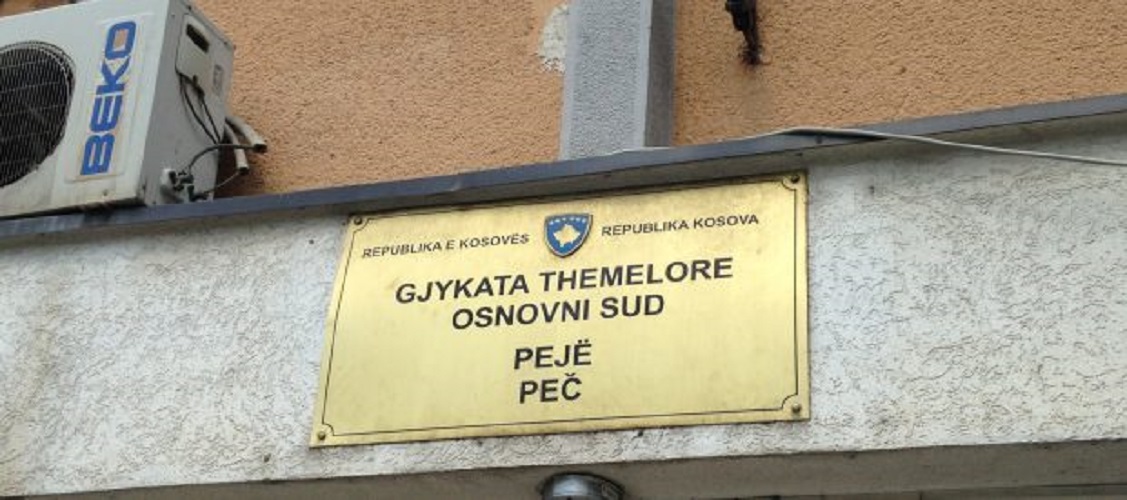 BEKO
REPUBLIKA E KOSOVËS REPUBLIKA KOSOVA
GJYKATA THEMELORE
OSNOVNI SUD
PEJË
PEČ